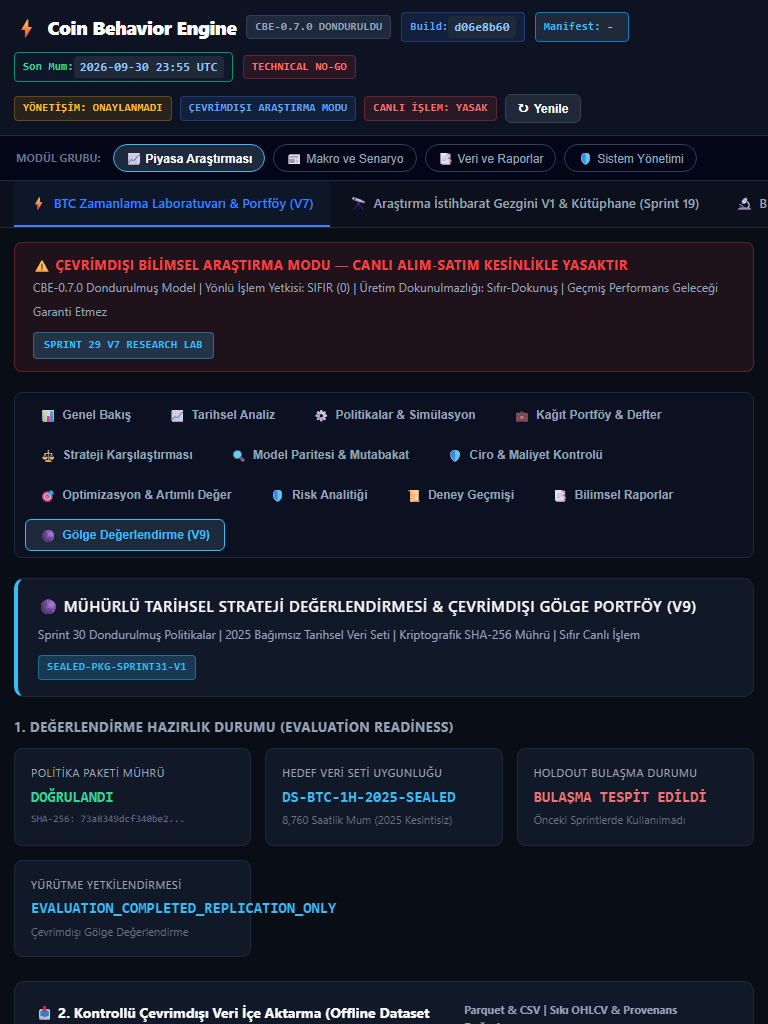 Coin Behavior Engine
CBE-0.7.0 DONDURULDU
Build: d06e8b60
Manifest: -
Son Mum: 2026-09-30 23:55 UTC
TECHNICAL NO-GO
YÖNETİŞİM: ONAYLANMADI
ÇEVRİMDIŞI ARAŞTIRMA MODU
CANLI İŞLEM: YASAK
↻ Yenile
MODÜL GRUBU:
Piyasa Araştırması
Makro ve Senaryo
Veri ve Raporlar
Sistem Yönetimi
BTC Zamanlama Laboratuvarı & Portföy (V7)
Araştırma İstihbarat Gezgini V1 & Kütüphane (Sprint 19)
B
ÇEVRİMDIŞI BİLİMSEL ARAŞTIRMA MODU — CANLI ALIM-SATIM KESİNLİKLE YASAKTIR
CBE-0.7.0 Dondurulmuş Model | Yönlü İşlem Yetkisi: SIFIR (0) | Üretim Dokunulmazlığı: Sıfır-Dokunuş | Geçmiş Performans Geleceği
Garanti Etmez
SPRINT 29 V7 RESEARCH LAB
Genel Bakış
Tarihsel Analiz
Politikalar & Simülasyon
Kağıt Portföy & Defter
Strateji Karşılaştırması
Model Paritesi & Mutabakat
Ciro & Maliyet Kontrolü
Optimizasyon & Artımlı Değer
Risk Analitiği
Deney Geçmişi
Bilimsel Raporlar
Gölge Değerlendirme (V9)
MÜHÜRLÜ TARİHSEL STRATEJİ DEĞERLENDİRMESİ & ÇEVRİMDIŞI GÖLGE PORTFÖY (V9)
Sprint 30 Dondurulmuş Politikalar | 2025 Bağımsız Tarihsel Veri Seti | Kriptografik SHA-256 Mührü | Sıfır Canlı İşlem
SEALED-PKG-SPRINT31-V1
1. DEĞERLENDİRME HAZIRLIK DURUMU (EVALUATİON READİNESS)
POLİTİKA PAKETİ MÜHRÜ
DOĞRULANDI
SHA-256: 73a8349dcf340be2...
HEDEF VERİ SETİ UYGUNLUĞU
DS-BTC-1H-2025-SEALED
8,760 Saatlik Mum (2025 Kesintisiz)
HOLDOUT BULAŞMA DURUMU
BULAŞMA TESPİT EDİLDİ
Önceki Sprintlerde Kullanılmadı
YÜRÜTME YETKİLENDİRMESİ
EVALUATION_COMPLETED_REPLICATION_ONLY
Çevrimdışı Gölge Değerlendirme
2. Kontrollü Çevrimdışı Veri İçe Aktarma (Offline Dataset
Parquet & CSV | Sıkı OHLCV & Provenans